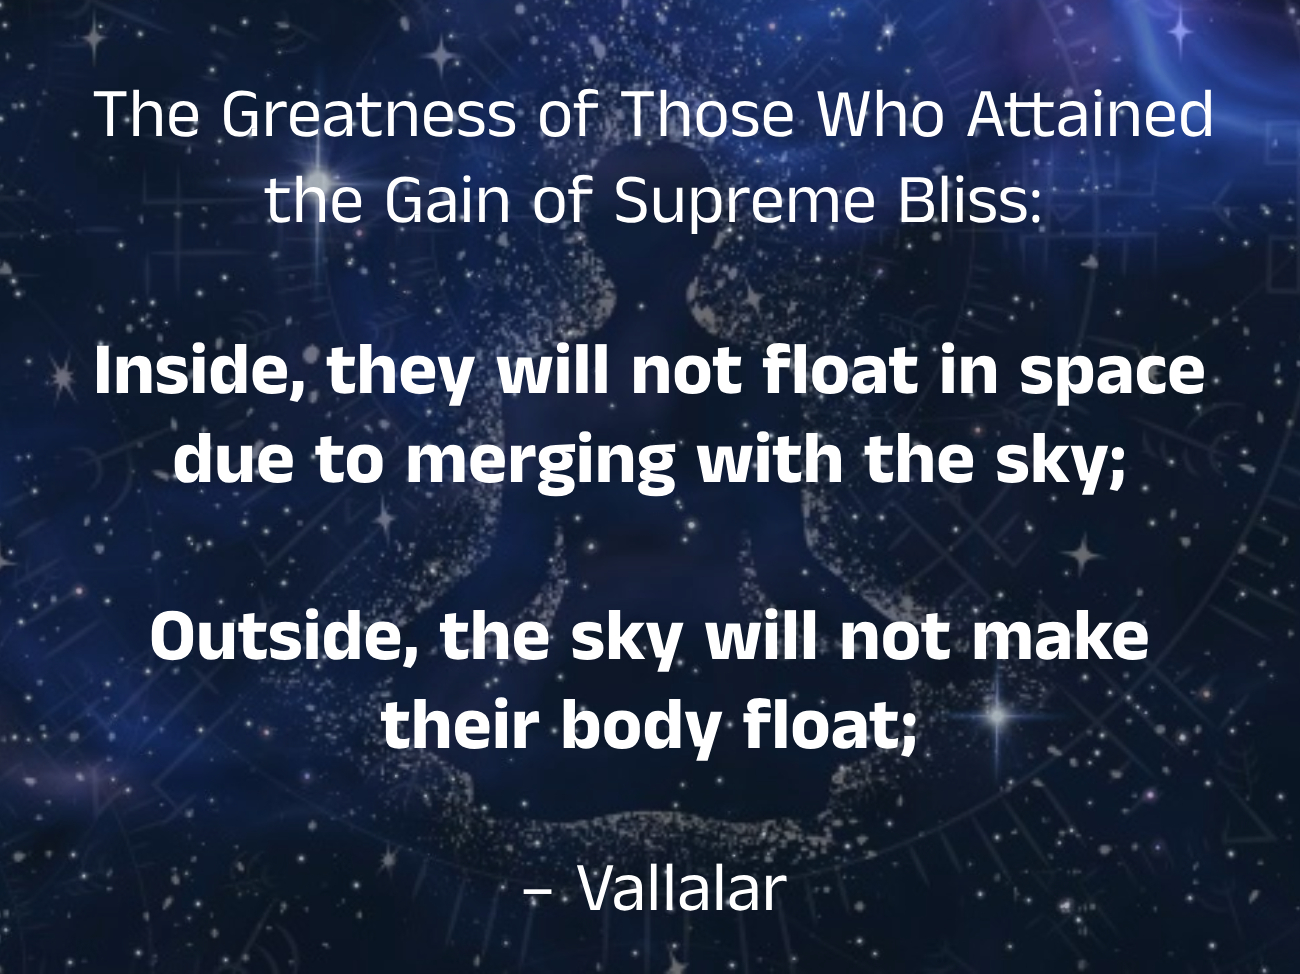 The Greatness of Those Who Attained
the Gain of Supreme Bliss:
Inside, they will not float in space
due to merging with the sky;
Outside, the sky will not make
their body float;
– Vallalar